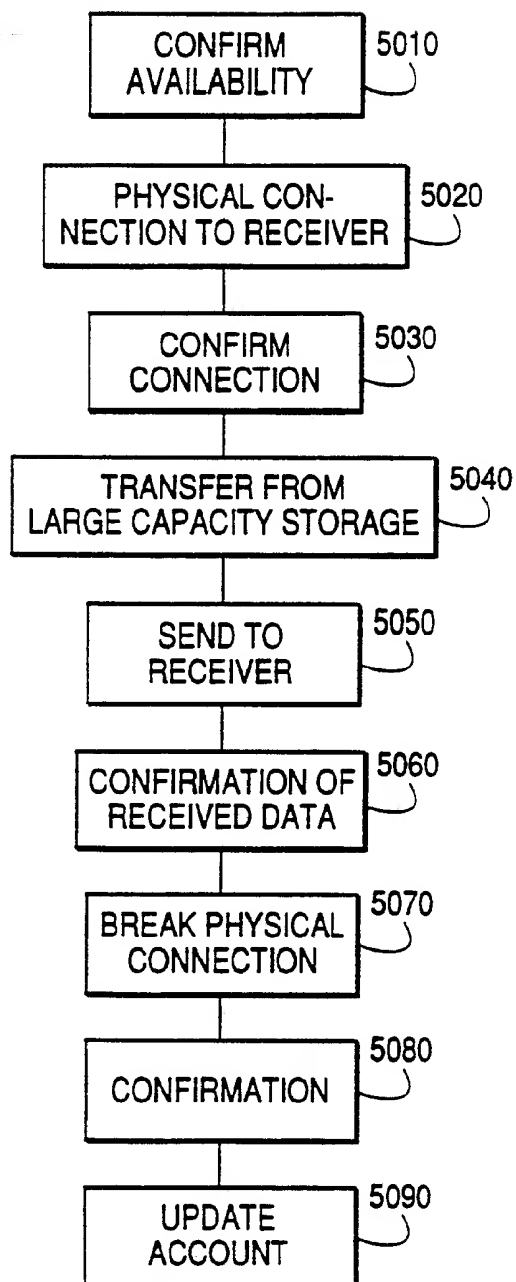 CONFIRM
AVAILABILITY
5010
PHYSICAL CON-
NECTION TO RECEIVER
5020
CONFIRM
CONNECTION
5030
TRANSFER FROM
LARGE CAPACITY STORAGE
5040
SEND TO
RECEIVER
5050
CONFIRMATION OF
RECEIVED DATA
5060
BREAK PHYSICAL
CONNECTION
5070
CONFIRMATION
5080
UPDATE
ACCOUNT
5090